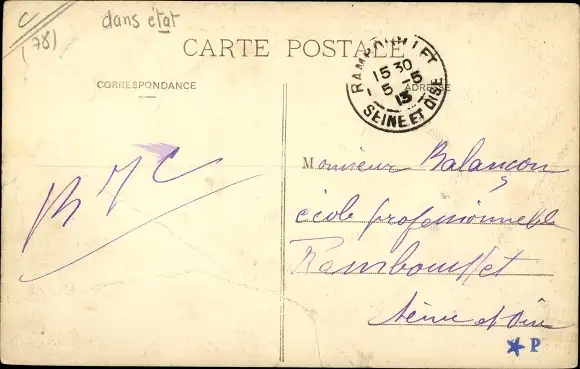 C
(78)
dans état
CARTE POSTALE
RAMBOUILLET
15 30
5 - 5
13
SEINE ET OISE
CORRESPONDANCE
ADRESSE
Monsieur Balançon
école professionnelle
Rambouillet
Seine et Oise
P